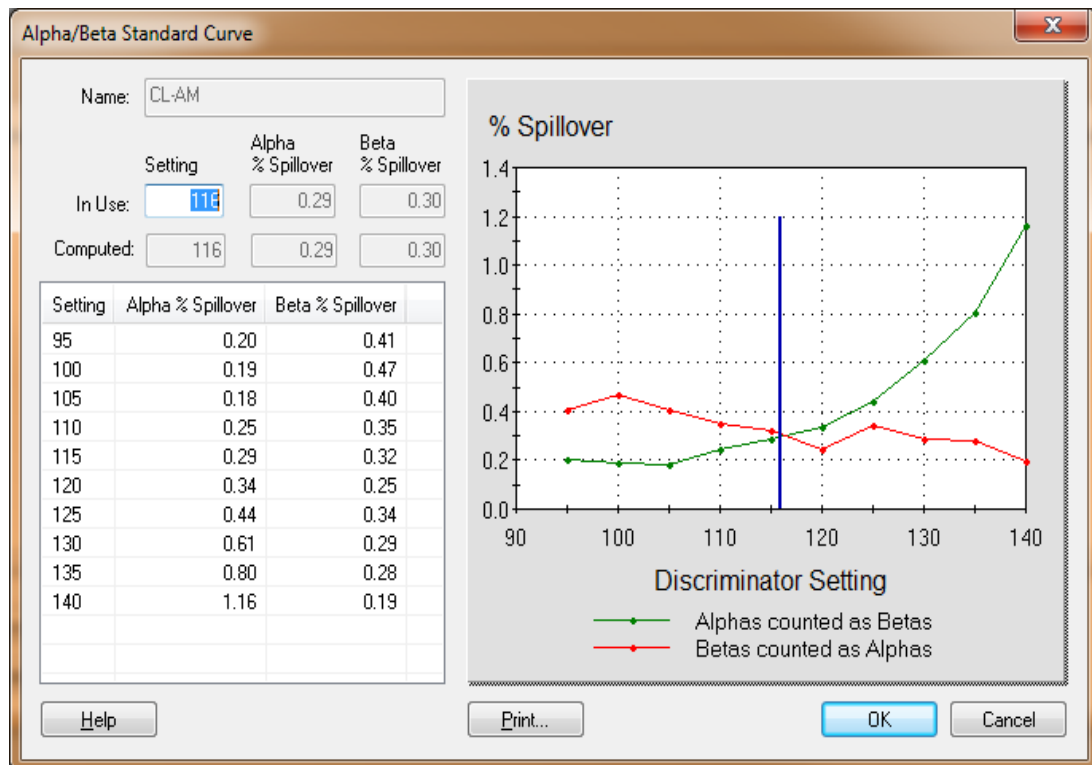 Alpha/Beta Standard Curve
Name: CL-AM
Setting Alpha % Spillover Beta % Spillover
In Use: 116 0.29 0.30
Computed: 116 0.29 0.30
Setting Alpha % Spillover Beta % Spillover
95 0.20 0.41
100 0.19 0.47
105 0.18 0.40
110 0.25 0.35
115 0.29 0.32
120 0.34 0.25
125 0.44 0.34
130 0.61 0.29
135 0.80 0.28
140 1.16 0.19
% Spillover
1.4
1.2
1.0
0.8
0.6
0.4
0.2
0.0
90 100 110 120 130 140
Discriminator Setting
Alphas counted as Betas
Betas counted as Alphas
Help Print... OK Cancel